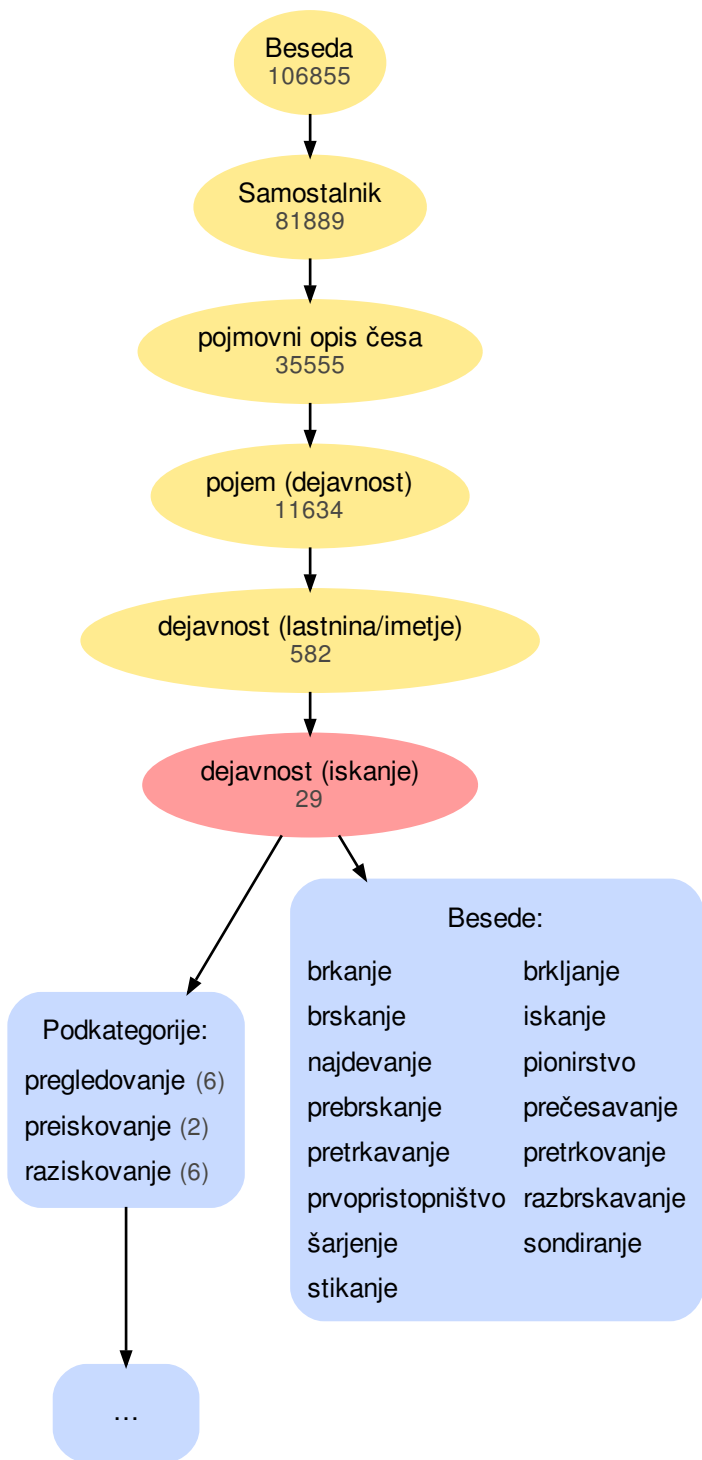 Beseda
106855
Samostalnik
81889
pojmovni opis česa
35555
pojem (dejavnost)
11634
dejavnost (lastnina/imetje)
582
dejavnost (iskanje)
29
Podkategorije:
pregledovanje (6)
preiskovanje (2)
raziskovanje (6)
...
Besede:
brkanje brkljanje
brskanje iskanje
najdevanje pionirstvo
prebrskanje prečesavanje
pretrkavanje pretrkovanje
prvopristopništvo razbrskavanje
šarjenje sondiranje
stikanje